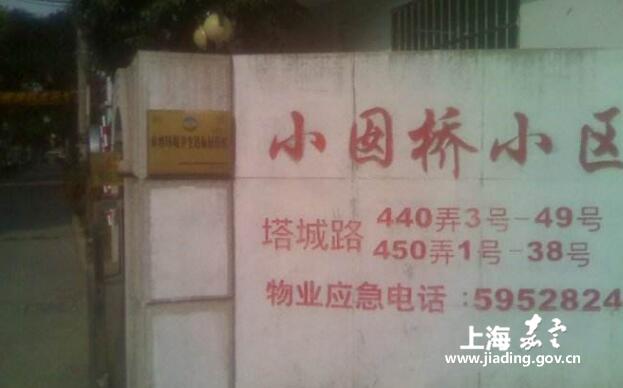 小囡桥小区
塔城路
440弄3号-49号
450弄1号-38号
物业应急电话:5952824
上海嘉定
www.jiading.gov.cn